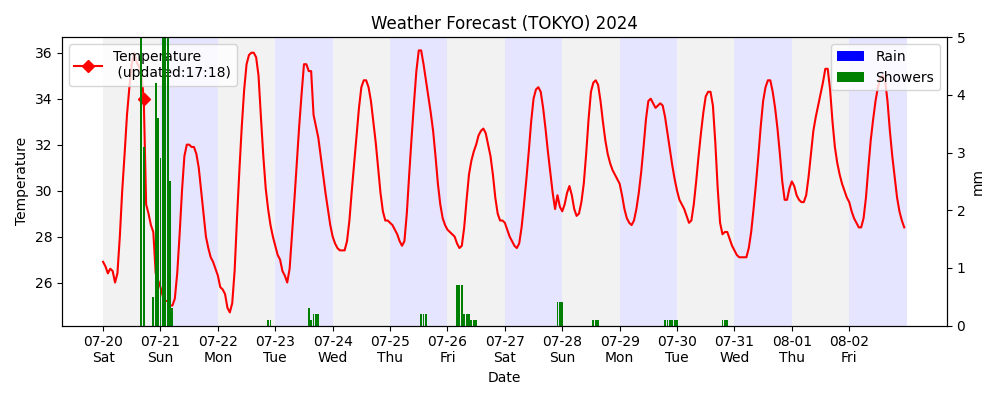 Weather Forecast (TOKYO) 2024
Temperature
(updated:17:18)
Rain
Showers
Temperature
36
34
32
30
28
26
5
4
3
2
1
0
mm
07-20 07-21 07-22 07-23 07-24 07-25 07-26 07-27 07-28 07-29 07-30 07-31 08-01 08-02
Sat Sun Mon Tue Wed Thu Fri Sat Sun Mon Tue Wed Thu Fri
Date